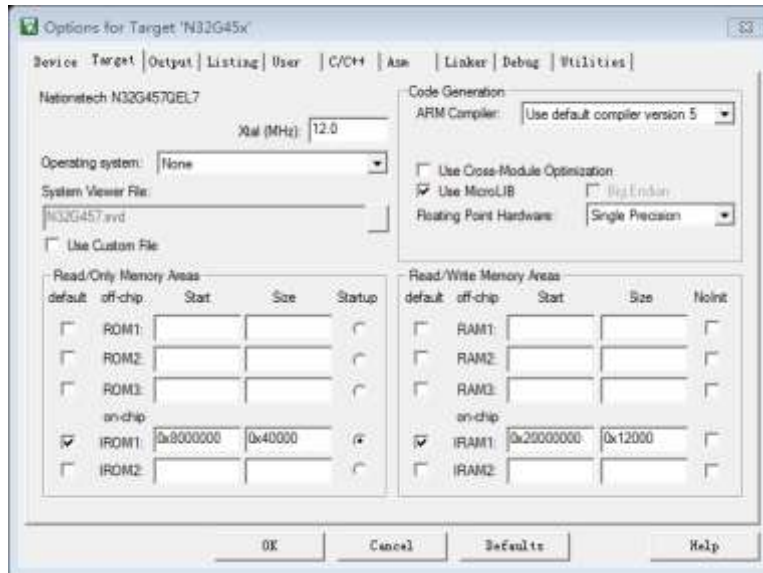 Options for Target 'N32G45x'
Device Target Output Listing User C/C++ Asm Linker Debug Utilities
Nationstech N32G457QEL7
Xtal (MHz): 12.0
Operating system: None
System Viewer File:
N32G457.svd
Use Custom File
Code Generation
ARM Compiler: Use default compiler version 5
Use Cross-Module Optimization
Use MicroLIB Big Endian
Floating Point Hardware: Single Precision
Read/Only Memory Areas
default off-chip Start Size Startup
ROM1:
ROM2:
ROM3:
on-chip
IROM1: 0x8000000 0x40000
IROM2:
Read/Write Memory Areas
default off-chip Start Size NoInit
RAM1:
RAM2:
RAM3:
on-chip
IRAM1: 0x20000000 0x12000
IRAM2:
OK Cancel Defaults Help